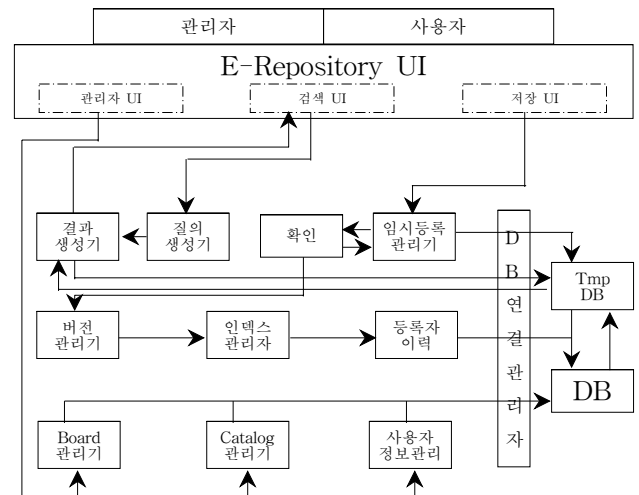 관리자 사용자
E-Repository UI
관리자 UI 검색 UI 저장 UI
결과
생성기
질의
생성기
확인
임시등록
관리기
D
B
연
결
관
리
자
Tmp
DB
버전
관리기
인덱스
관리자
등록자
이력
DB
Board
관리기
Catalog
관리기
사용자
정보관리